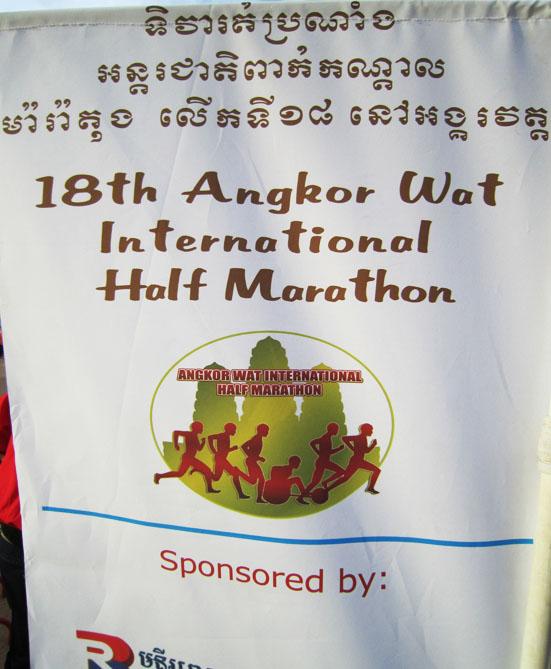 ទិវារត់ប្រណាំង
អន្តរជាតិពាក់កណ្តាល
ម៉ារ៉ាតុង លើកទី១៨ នៅអង្គរវត្ត
18th Angkor Wat
International
Half Marathon
ANGKOR WAT INTERNATIONAL
HALF MARATHON
Sponsored by:
R